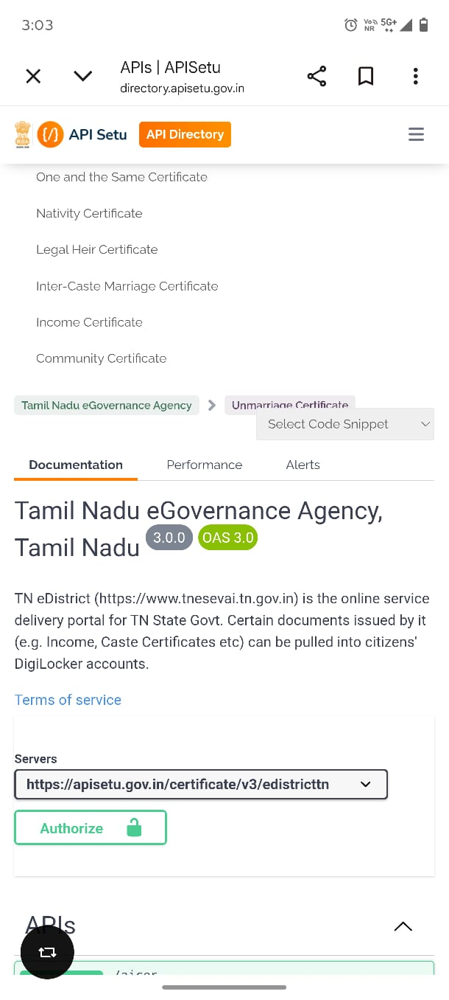 3:03
Vo NR 5G+
APIs | APISetu
directory.apisetu.gov.in
{/} API Setu API Directory
One and the Same Certificate
Nativity Certificate
Legal Heir Certificate
Inter-Caste Marriage Certificate
Income Certificate
Community Certificate
Tamil Nadu eGovernance Agency > Unmarriage Certificate
Select Code Snippet
Documentation Performance Alerts
Tamil Nadu eGovernance Agency,
Tamil Nadu 3.0.0 OAS 3.0
TN eDistrict (https://www.tnesevai.tn.gov.in) is the online service
delivery portal for TN State Govt. Certain documents issued by it
(e.g. Income, Caste Certificates etc) can be pulled into citizens'
DigiLocker accounts.
Terms of service
Servers
https://apisetu.gov.in/certificate/v3/edistricttn
Authorize
APIs